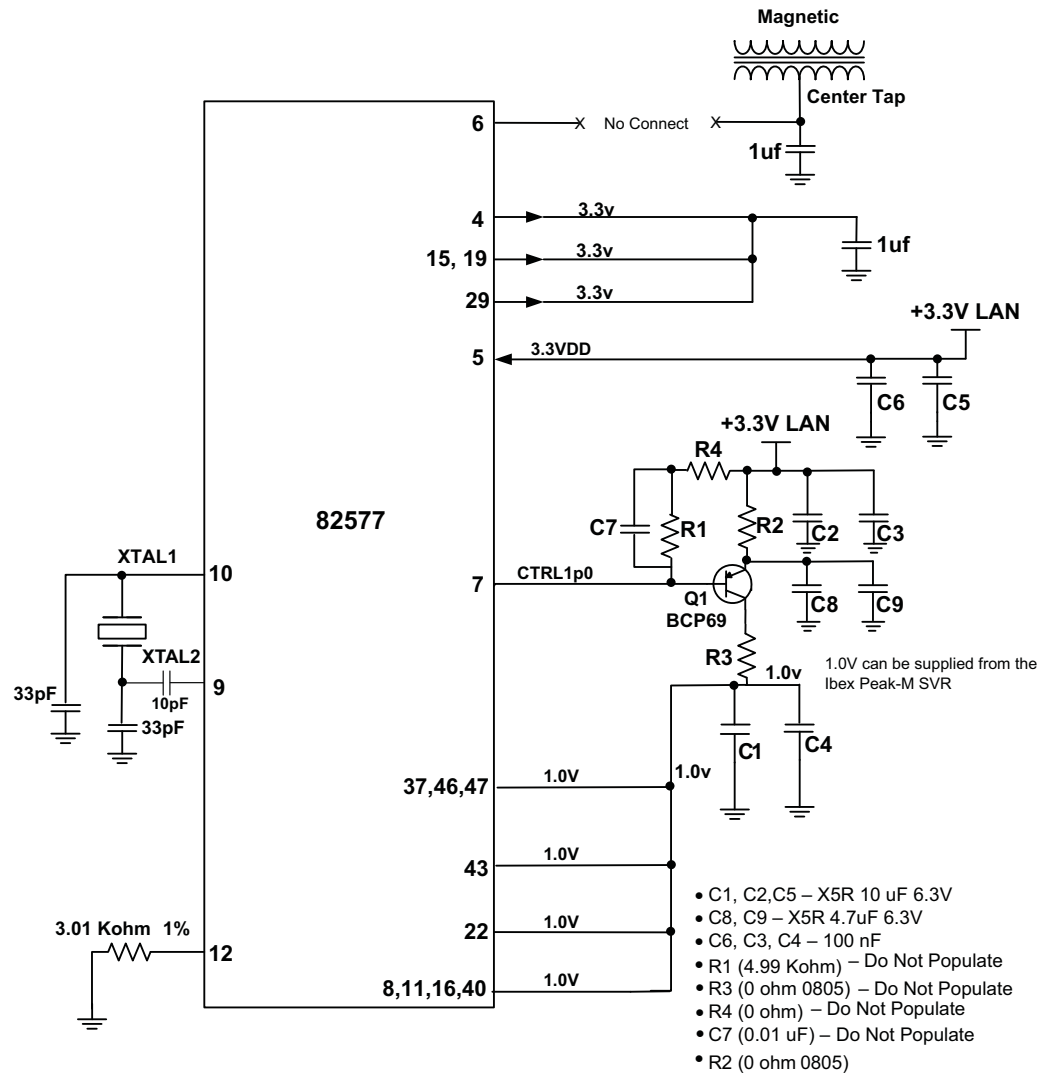 Magnetic
Center Tap
6
No Connect
1uf
4
3.3v
1uf
15, 19
3.3v
29
3.3v
+3.3V LAN
5
3.3VDD
C6
C5
+3.3V LAN
R4
82577
C7
R1
R2
C2
C3
XTAL1
10
7
CTRL1p0
Q1
BCP69
C8
C9
XTAL2
9
10pF
33pF
33pF
R3
1.0v
1.0V can be supplied from the
Ibex Peak-M SVR
C1
C4
37,46,47
1.0V
1.0v
43
1.0V
22
1.0V
8,11,16,40
1.0V
3.01 Kohm 1%
12
• C1, C2,C5 – X5R 10 uF 6.3V
• C8, C9 – X5R 4.7uF 6.3V
• C6, C3, C4 – 100 nF
• R1 (4.99 Kohm) – Do Not Populate
• R3 (0 ohm 0805) – Do Not Populate
• R4 (0 ohm) – Do Not Populate
• C7 (0.01 uF) – Do Not Populate
• R2 (0 ohm 0805)